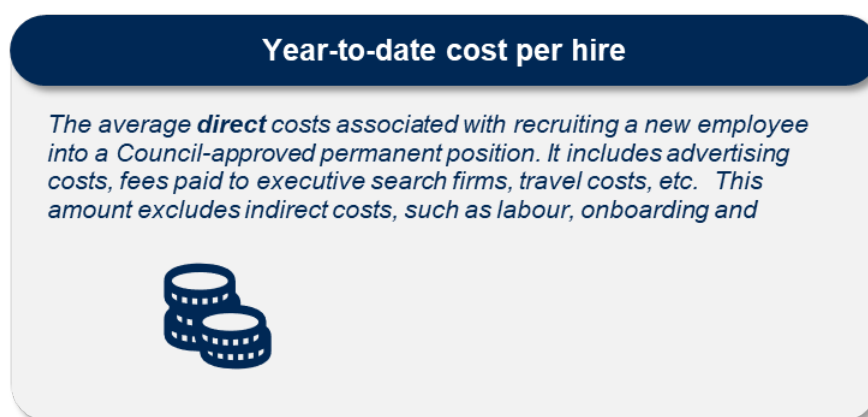 Year-to-date cost per hire
The average direct costs associated with recruiting a new employee
into a Council-approved permanent position. It includes advertising
costs, fees paid to executive search firms, travel costs, etc.  This
amount excludes indirect costs, such as labour, onboarding and